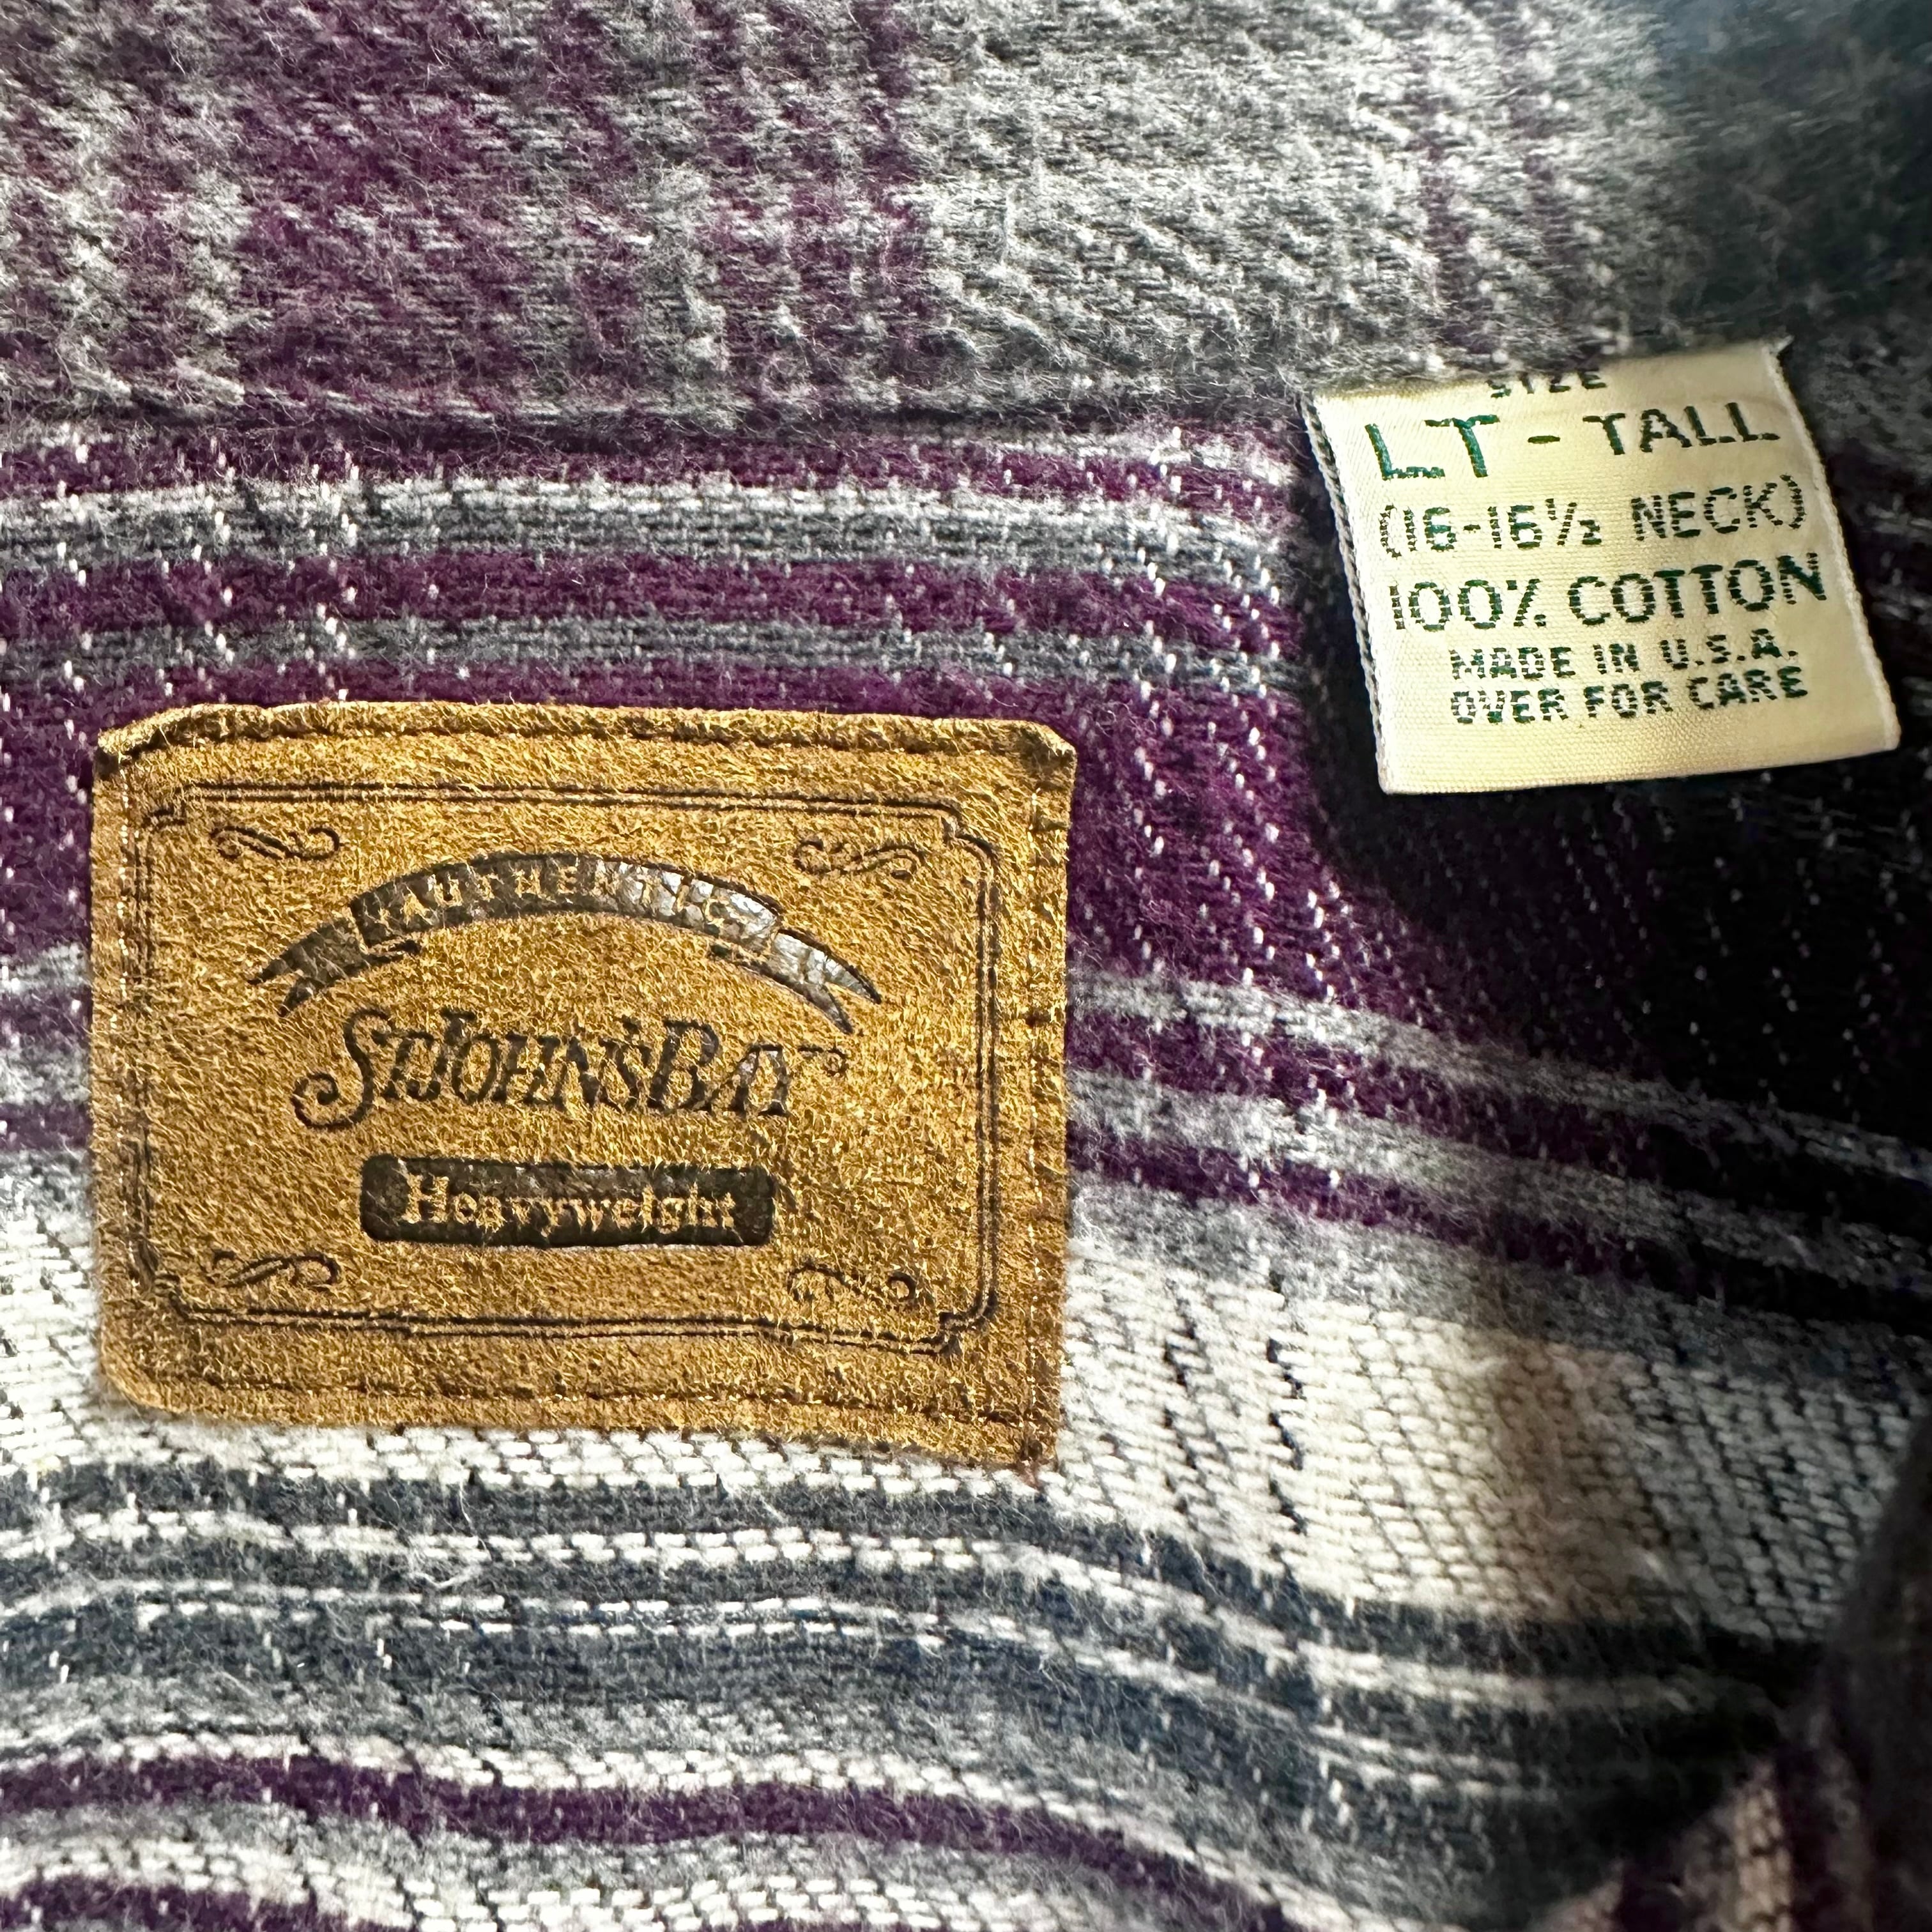 AUTHENTIC
ST. JOHN'S BAY
Heavyweight
SIZE
LT - TALL
(16-16½ NECK)
100% COTTON
MADE IN U.S.A.
OVER FOR CARE